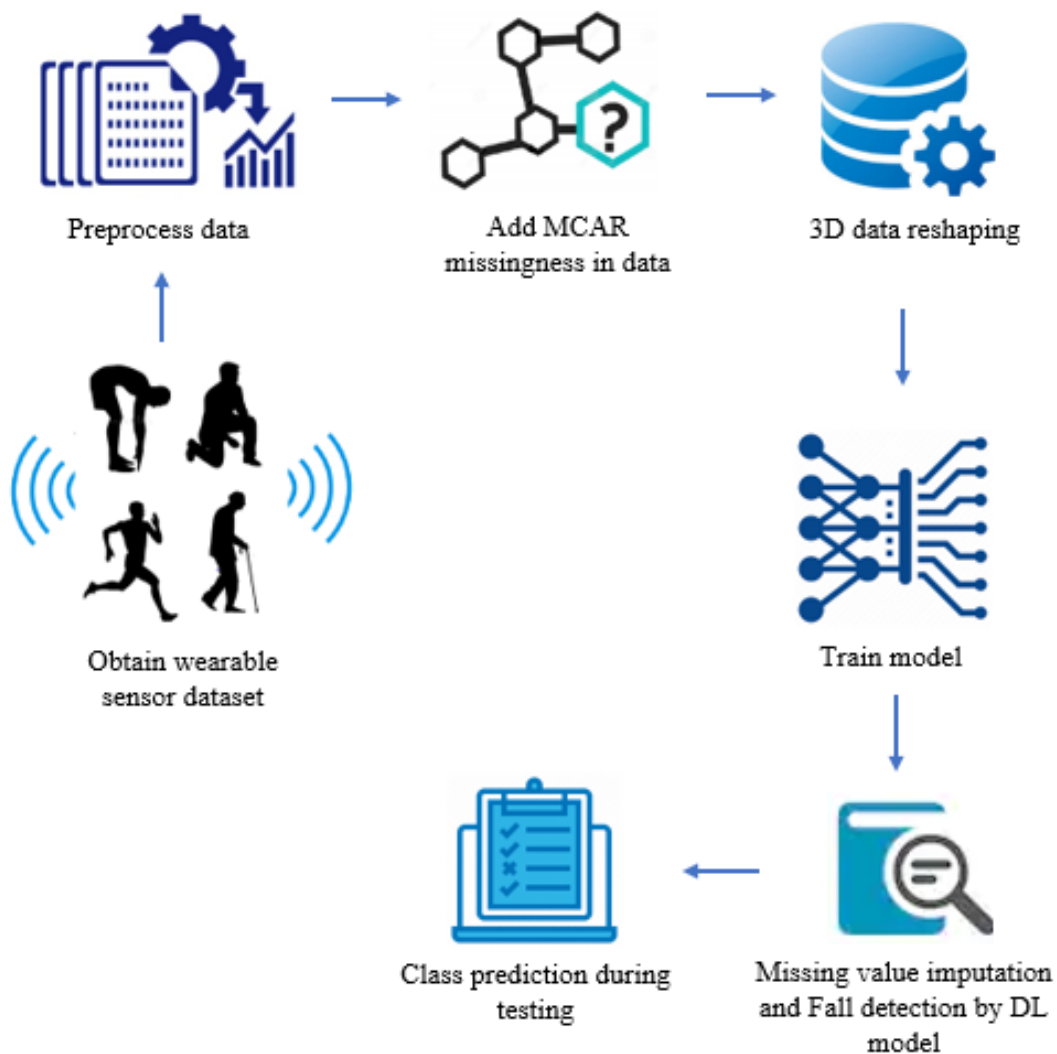 Preprocess data
Add MCAR
missingness in data
3D data reshaping
?
Obtain wearable
sensor dataset
Train model
Class prediction during
testing
Missing value imputation
and Fall detection by DL
model